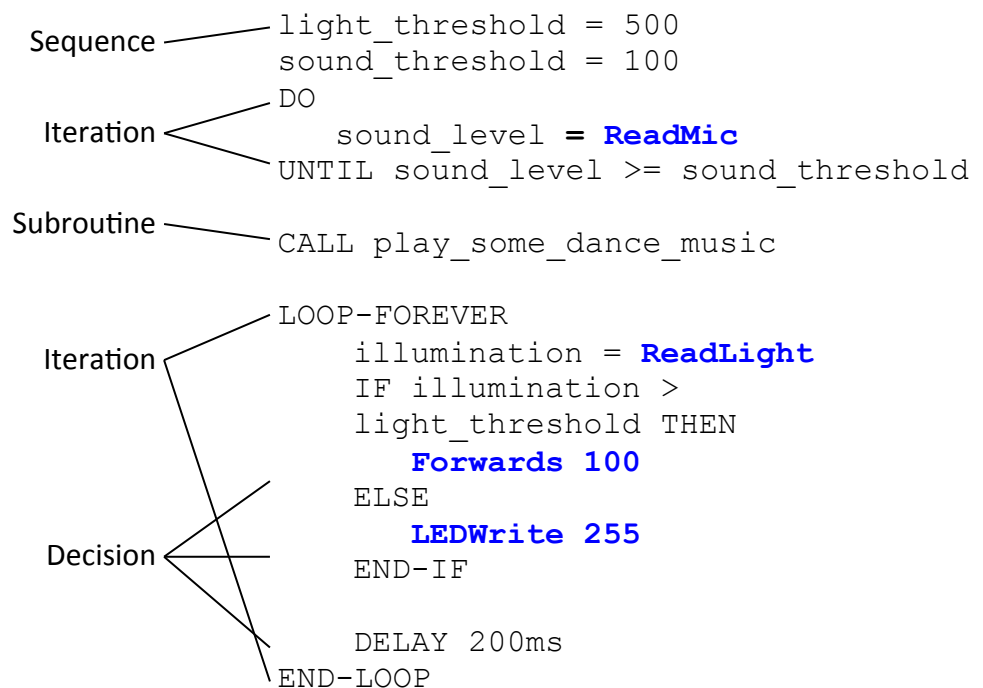 Sequence
light_threshold = 500
sound_threshold = 100
Iteration
DO
sound_level = ReadMic
UNTIL sound_level >= sound_threshold
Subroutine
CALL play_some_dance_music
Iteration
LOOP-FOREVER
illumination = ReadLight
IF illumination >
light_threshold THEN
Forwards 100
ELSE
LEDWrite 255
Decision
END-IF
DELAY 200ms
END-LOOP